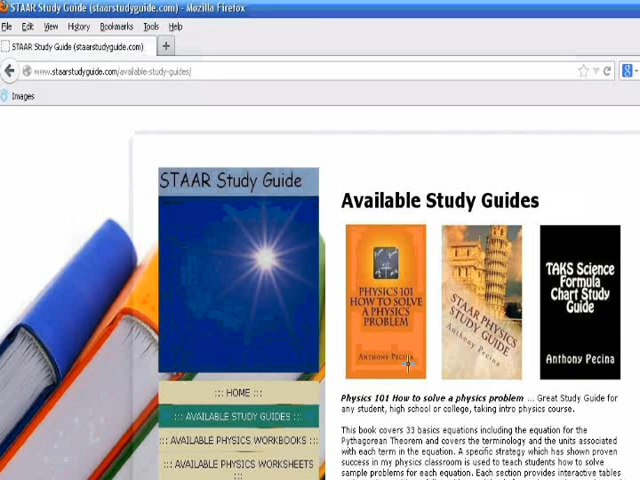 STAAR Study Guide (staarstudyguide.com) - Mozilla Firefox
File Edit View History Bookmarks Tools Help
STAAR Study Guide (staarstudyguide.com) +
www.staarstudyguide.com/available-study-guides/
Images
STAAR Study Guide
Available Study Guides
PHYSICS 101
HOW TO SOLVE
A PHYSICS
PROBLEM
ANTHONY PECINA
STAAR PHYSICS
STUDY GUIDE
Anthony Pecina
TAKS Science
Formula
Chart Study
Guide
Anthony Pecina
::: HOME :::
::: AVAILABLE STUDY GUIDES :::
::: AVAILABLE PHYSICS WORKBOOKS :::
::: AVAILABLE PHYSICS WORKSHEETS
:::
Physics 101 How to solve a physics problem ... Great Study Guide for
any student, high school or college, taking intro physics course.
This book covers 33 basics equations including the equation for the
Pythagorean Theorem and covers the terminology and the units associated
with each term in the equation. A specific strategy which has shown proven
success in my physics classroom is used to teach students how to solve
sample problems for each equation. Each section provides interactive tables